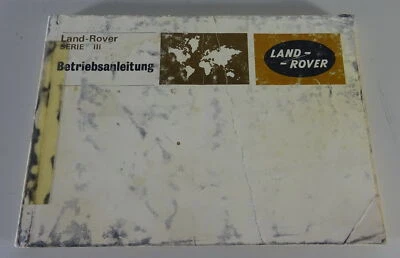 Land-Rover
SERIE III
Betriebsanleitung
LAND -
- ROVER